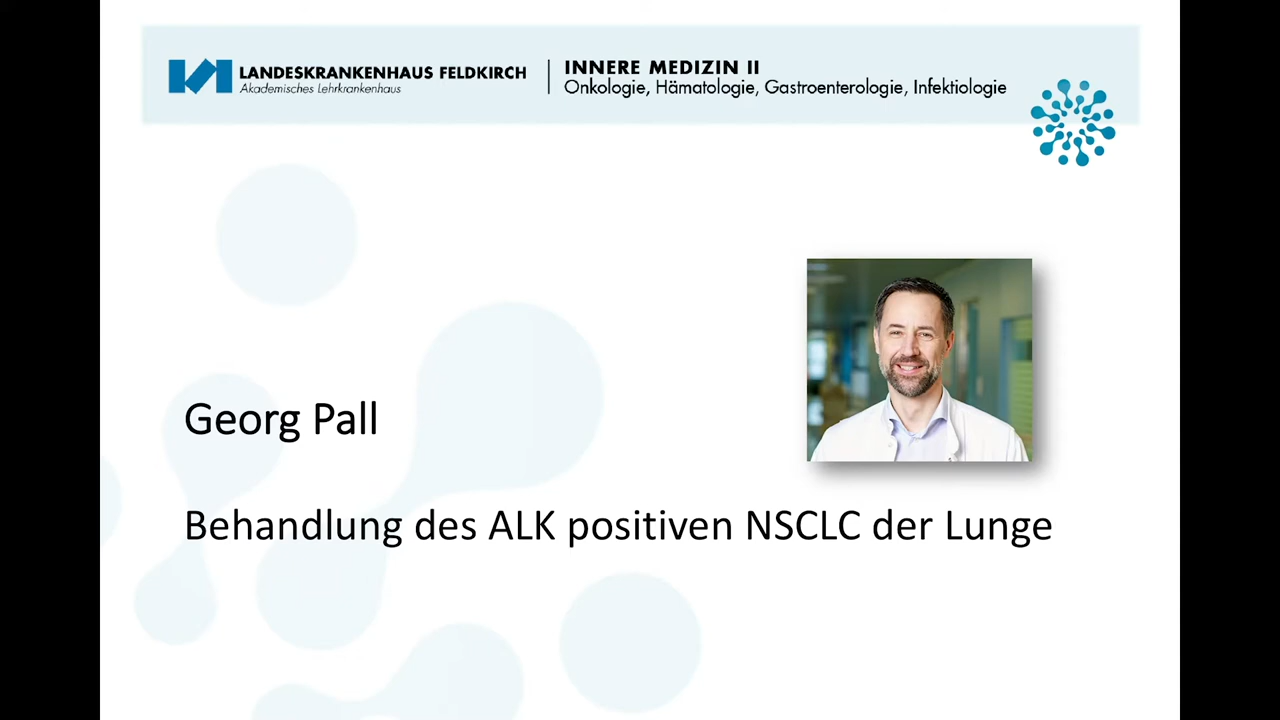 LANDESKRANKENHAUS FELDKIRCH
Akademisches Lehrkrankenhaus
INNERE MEDIZIN II
Onkologie, Hämatologie, Gastroenterologie, Infektiologie
Georg Pall
Behandlung des ALK positiven NSCLC der Lunge